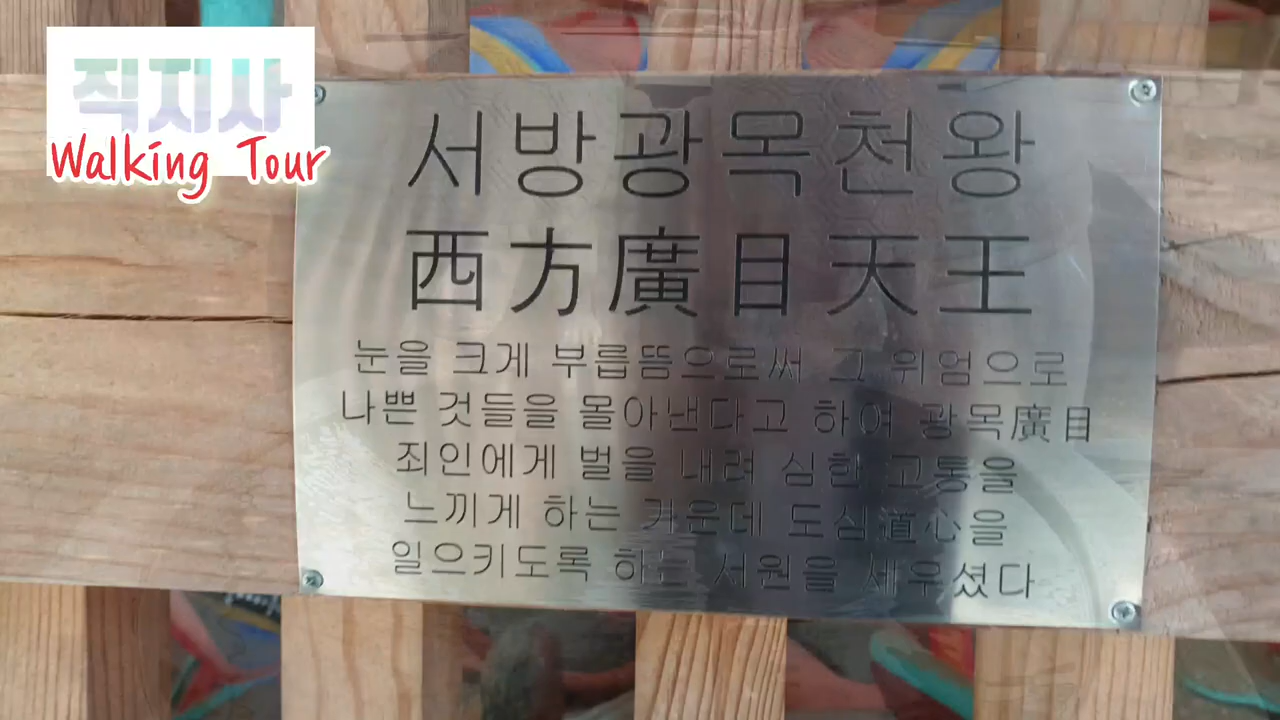 직지사
Walking Tour
서방광목천왕
西方廣目天王
눈을 크게 부릅뜸으로써 그 위엄으로
나쁜 것들을 몰아낸다고 하여 광목廣目
죄인에게 벌을 내려 심한 고통을
느끼게 하는 가운데 도심道心을
일으키도록 하는 서원을 세우셨다